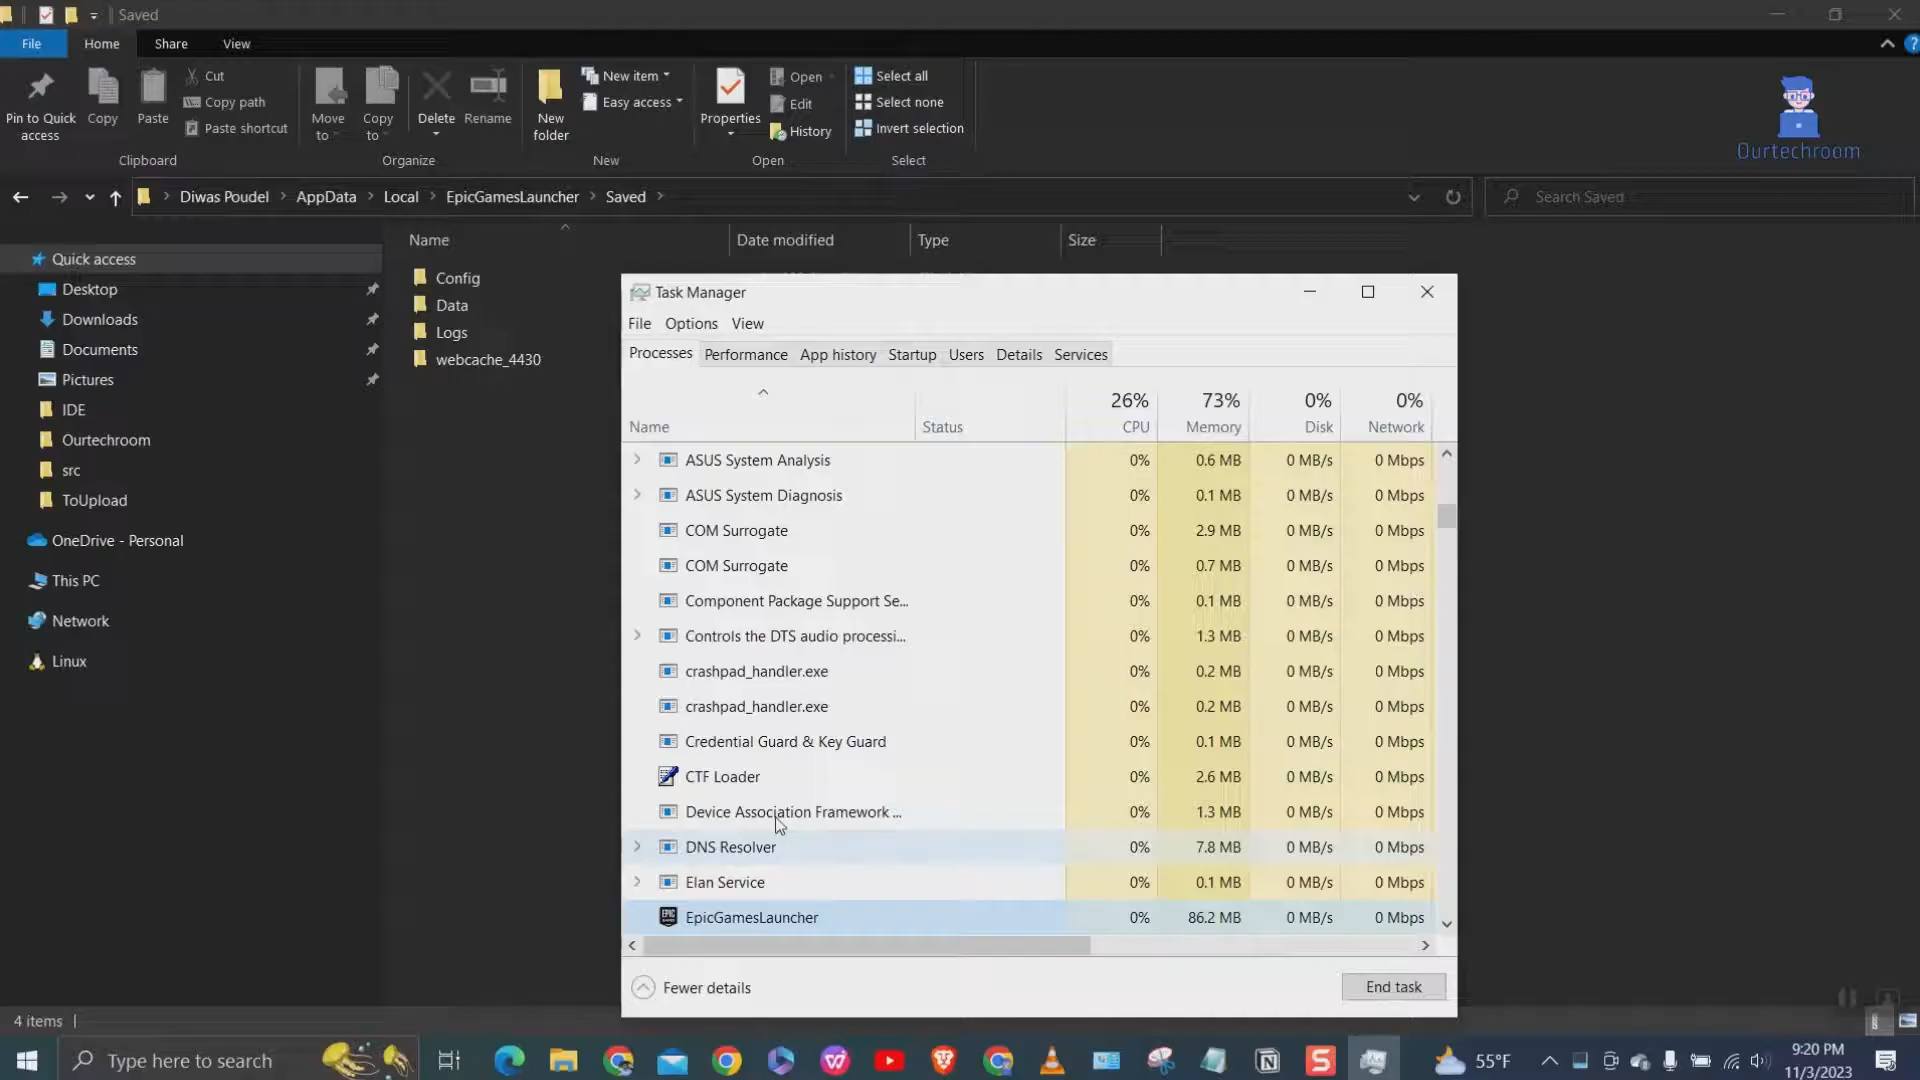 Saved
File Home Share View
Pin to Quick access
Copy
Paste
Cut
Copy path
Paste shortcut
Clipboard
Move to
Copy to
Delete
Rename
Organize
New folder
New item
Easy access
New
Properties
Open
Edit
History
Open
Select all
Select none
Invert selection
Select
Ourtechroom
Diwas Poudel AppData Local EpicGamesLauncher Saved
Search Saved
Quick access
Desktop
Downloads
Documents
Pictures
IDE
Ourtechroom
src
ToUpload
OneDrive - Personal
This PC
Network
Linux
Name Date modified Type Size
Config
Data
Logs
webcache_4430
Task Manager
File Options View
Processes Performance App history Startup Users Details Services
26% 73% 0% 0%
Name Status CPU Memory Disk Network
ASUS System Analysis 0% 0.6 MB 0 MB/s 0 Mbps
ASUS System Diagnosis 0% 0.1 MB 0 MB/s 0 Mbps
COM Surrogate 0% 2.9 MB 0 MB/s 0 Mbps
COM Surrogate 0% 0.7 MB 0 MB/s 0 Mbps
Component Package Support Se... 0% 0.1 MB 0 MB/s 0 Mbps
Controls the DTS audio processi... 0% 1.3 MB 0 MB/s 0 Mbps
crashpad_handler.exe 0% 0.2 MB 0 MB/s 0 Mbps
crashpad_handler.exe 0% 0.2 MB 0 MB/s 0 Mbps
Credential Guard & Key Guard 0% 0.1 MB 0 MB/s 0 Mbps
CTF Loader 0% 2.6 MB 0 MB/s 0 Mbps
Device Association Framework ... 0% 1.3 MB 0 MB/s 0 Mbps
DNS Resolver 0% 7.8 MB 0 MB/s 0 Mbps
Elan Service 0% 0.1 MB 0 MB/s 0 Mbps
EpicGamesLauncher 0% 86.2 MB 0 MB/s 0 Mbps
Fewer details
End task
4 items
Type here to search
55°F
9:20 PM
11/3/2023